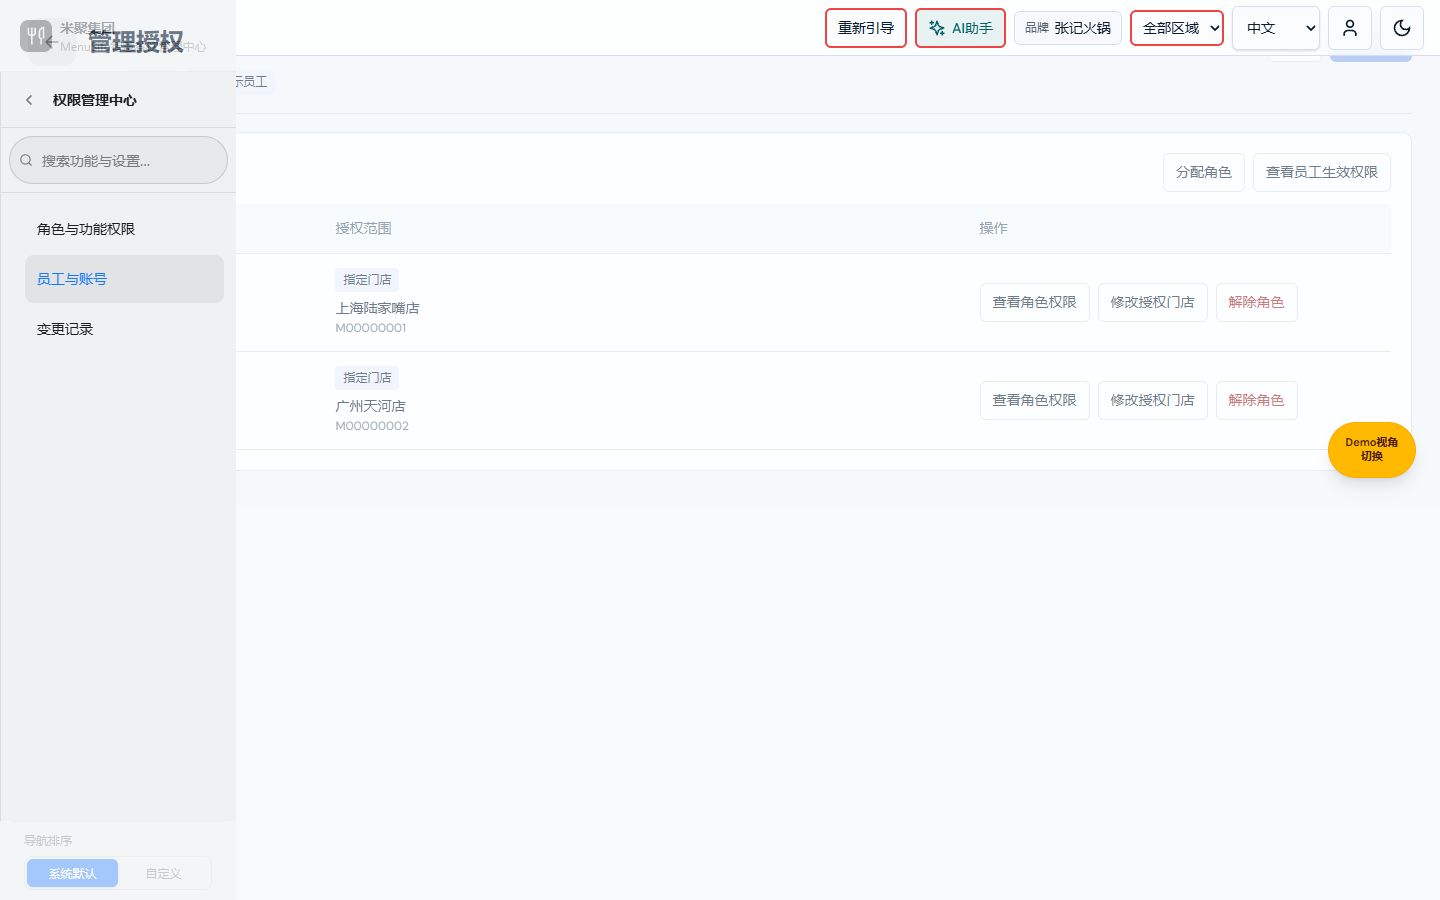 米聚集团
管理授权
重新引导
AI助手
品牌 张记火锅
全部区域
中文
示员工
权限管理中心
搜索功能与设置...
角色与功能权限
员工与账号
变更记录
分配角色
查看员工生效权限
授权范围
操作
指定门店
上海陆家嘴店
M00000001
查看角色权限
修改授权门店
解除角色
指定门店
广州天河店
M00000002
查看角色权限
修改授权门店
解除角色
Demo视角
切换
导航排序
系统默认
自定义